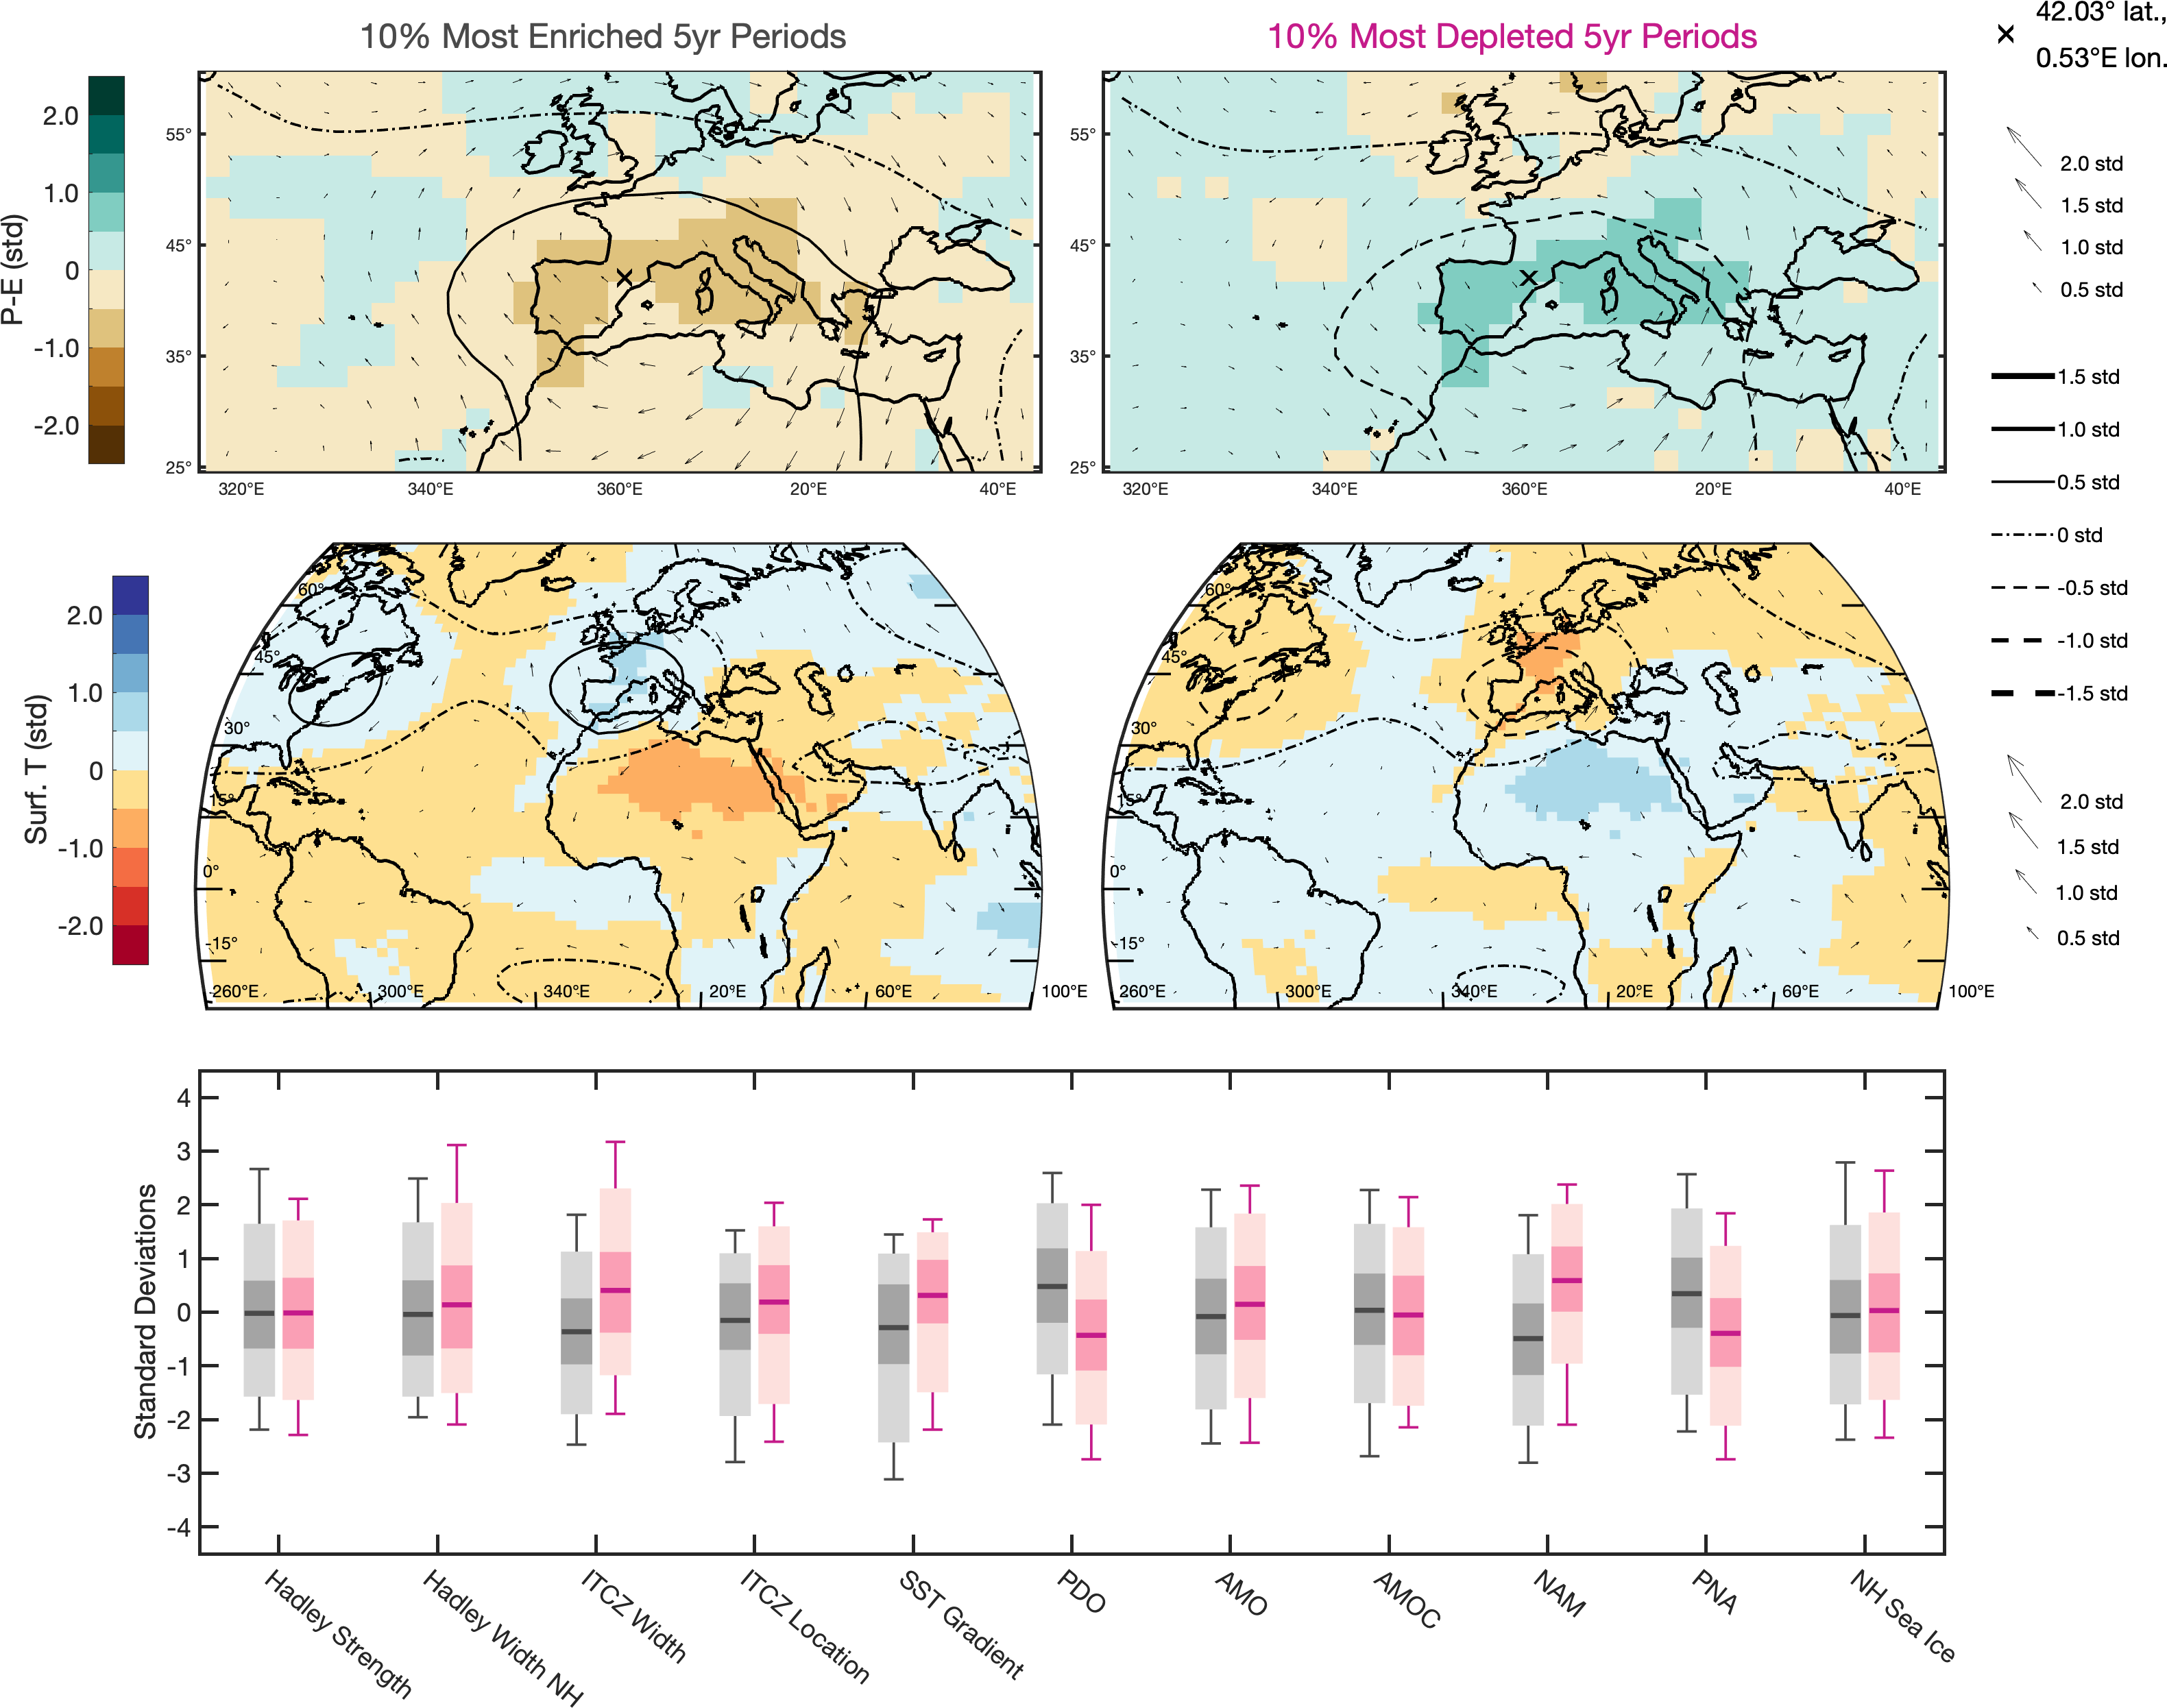 10% Most Enriched 5yr Periods
10% Most Depleted 5yr Periods
42.03° lat.,
0.53°E lon.
P-E (std)
2.0
1.0
0
-1.0
-2.0
55°
45°
35°
25°
320°E 340°E 360°E 20°E 40°E
55°
45°
35°
25°
320°E 340°E 360°E 20°E 40°E
2.0 std
1.5 std
1.0 std
0.5 std
1.5 std
1.0 std
0.5 std
0 std
-0.5 std
-1.0 std
-1.5 std
2.0 std
1.5 std
1.0 std
0.5 std
Surf. T (std)
2.0
1.0
0
-1.0
-2.0
60°
45°
30°
15°
0°
-15°
260°E 300°E 340°E 20°E 60°E 100°E
60°
45°
30°
15°
0°
-15°
260°E 300°E 340°E 20°E 60°E 100°E
Standard Deviations
4
3
2
1
0
-1
-2
-3
-4
Hadley Strength
Hadley Width NH
ITCZ Width
ITCZ Location
SST Gradient
PDO
AMO
AMOC
NAM
PNA
NH Sea Ice